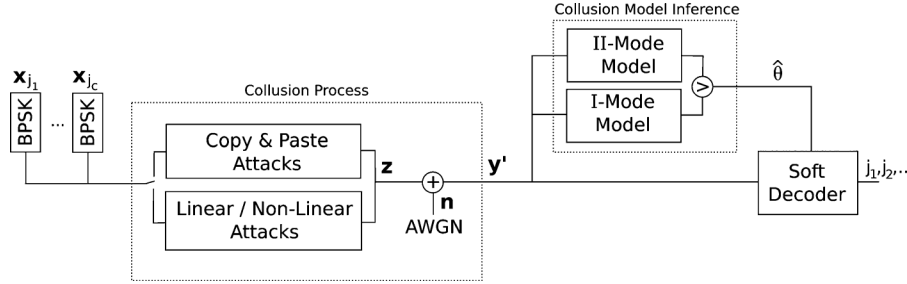 Collusion Model Inference
II-Mode
Model
I-Mode
Model
>
θ̂
x_{j_1} x_{j_c}
BPSK ... BPSK
Collusion Process
Copy & Paste
Attacks
Linear / Non-Linear
Attacks
z
+
n
AWGN
y'
Soft
Decoder
j_1,j_2,..